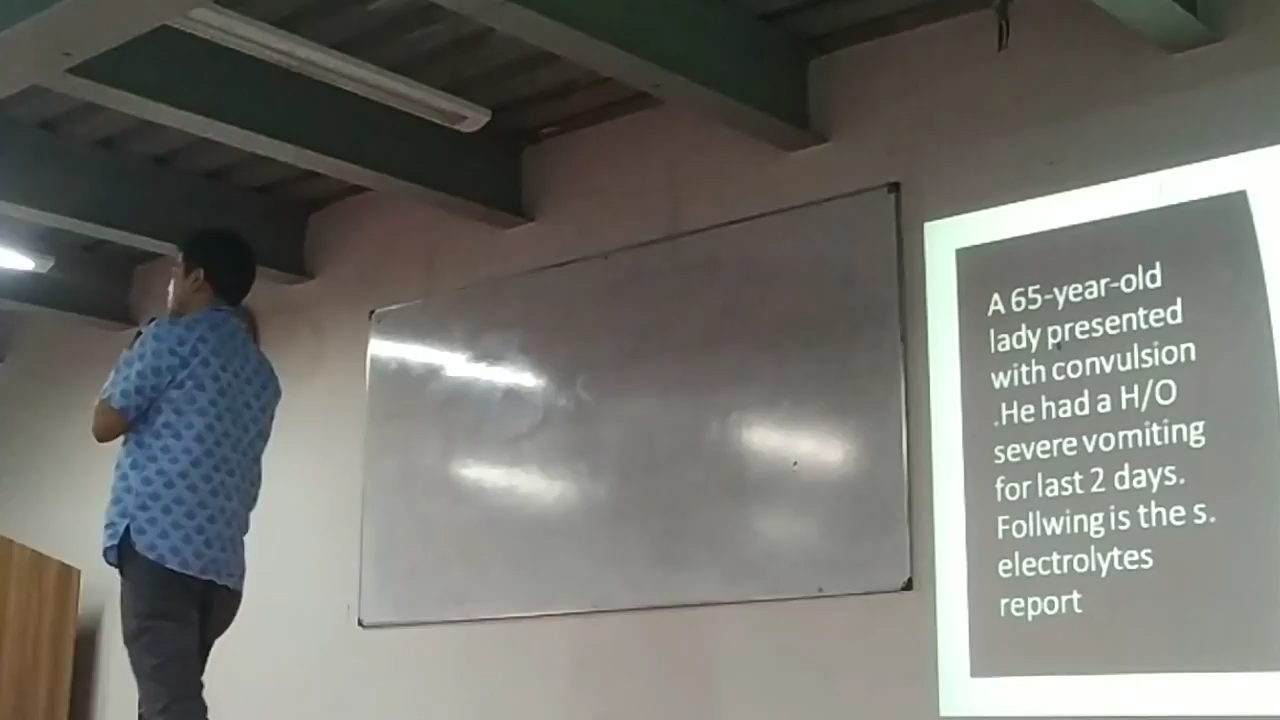 A 65-year-old
lady presented
with convulsion
.He had a H/O
severe vomiting
for last 2 days.
Follwing is the s.
electrolytes
report